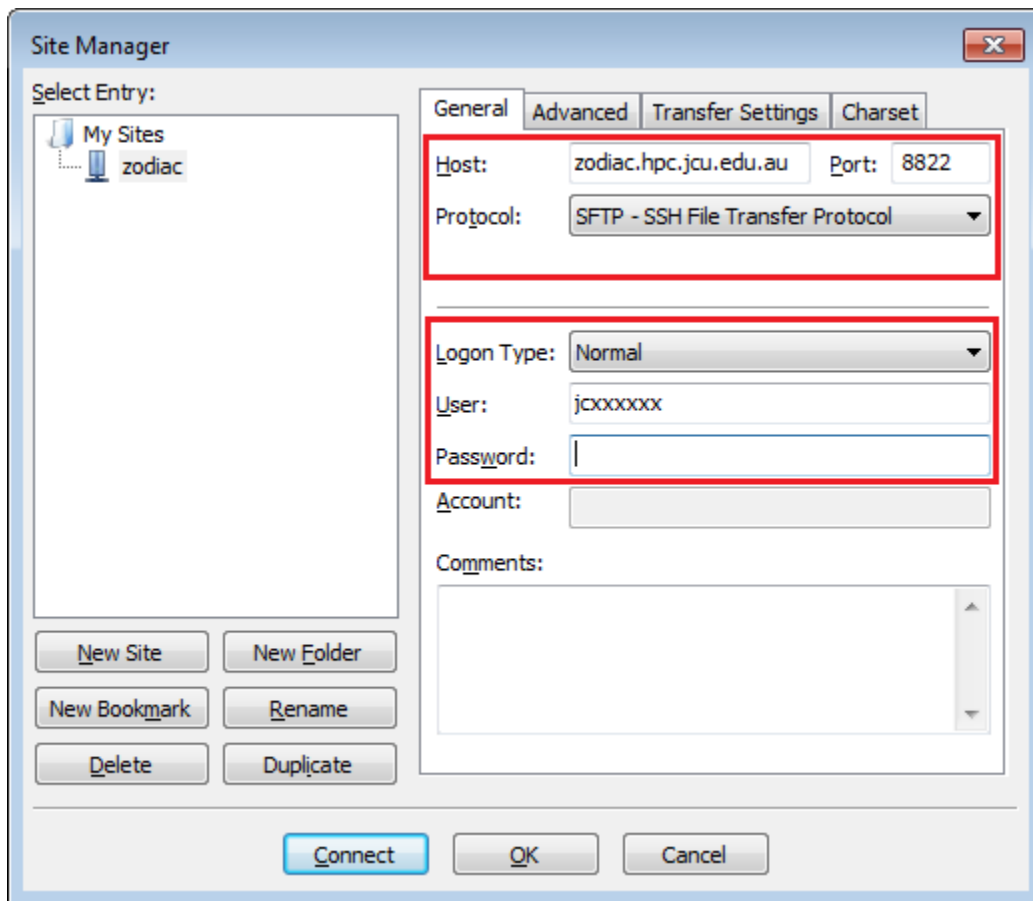 Site Manager
Select Entry:
My Sites
zodiac
New Site New Folder
New Bookmark Rename
Delete Duplicate
General Advanced Transfer Settings Charset
Host: zodiac.hpc.jcu.edu.au Port: 8822
Protocol: SFTP - SSH File Transfer Protocol
Logon Type: Normal
User: jcxxxxxx
Password:
Account:
Comments:
Connect OK Cancel